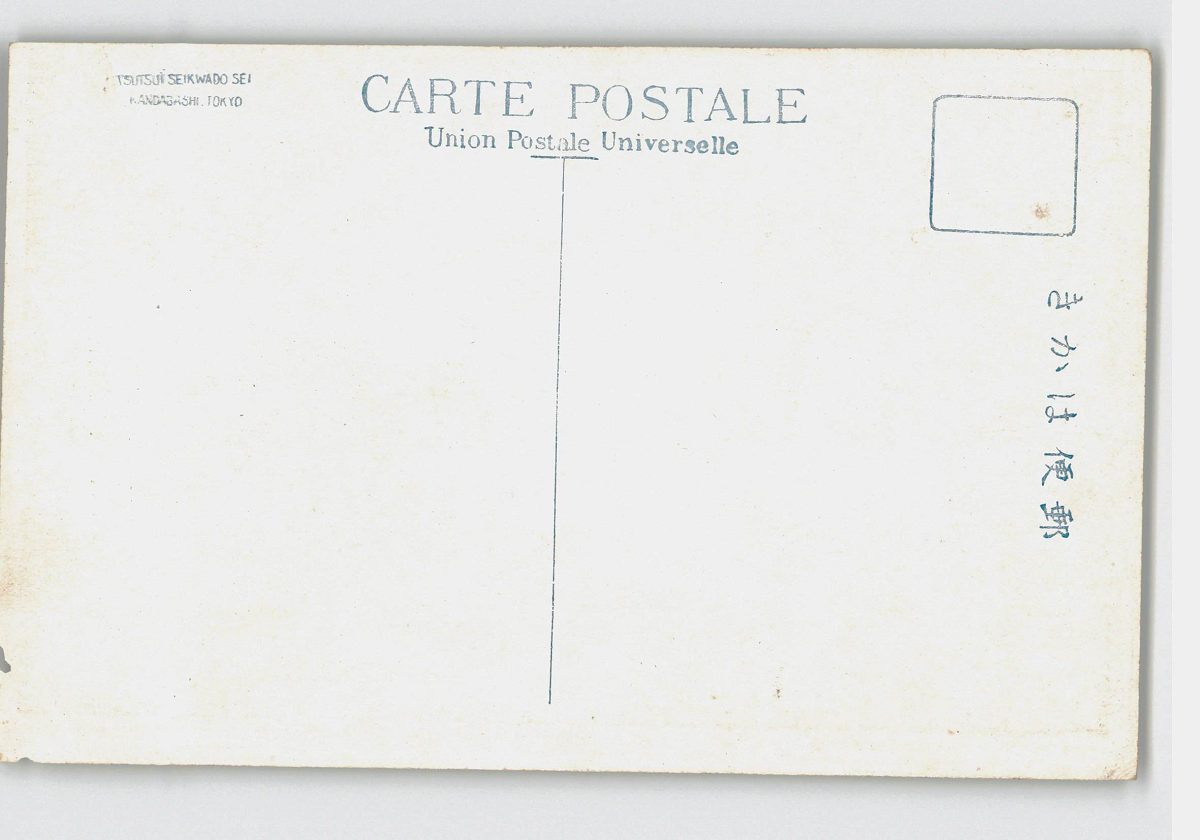 TSUTSUI SEIKWADO SEI
KANDABASHI. TOKYO
CARTE POSTALE
Union Postale Universelle
きかは便郵